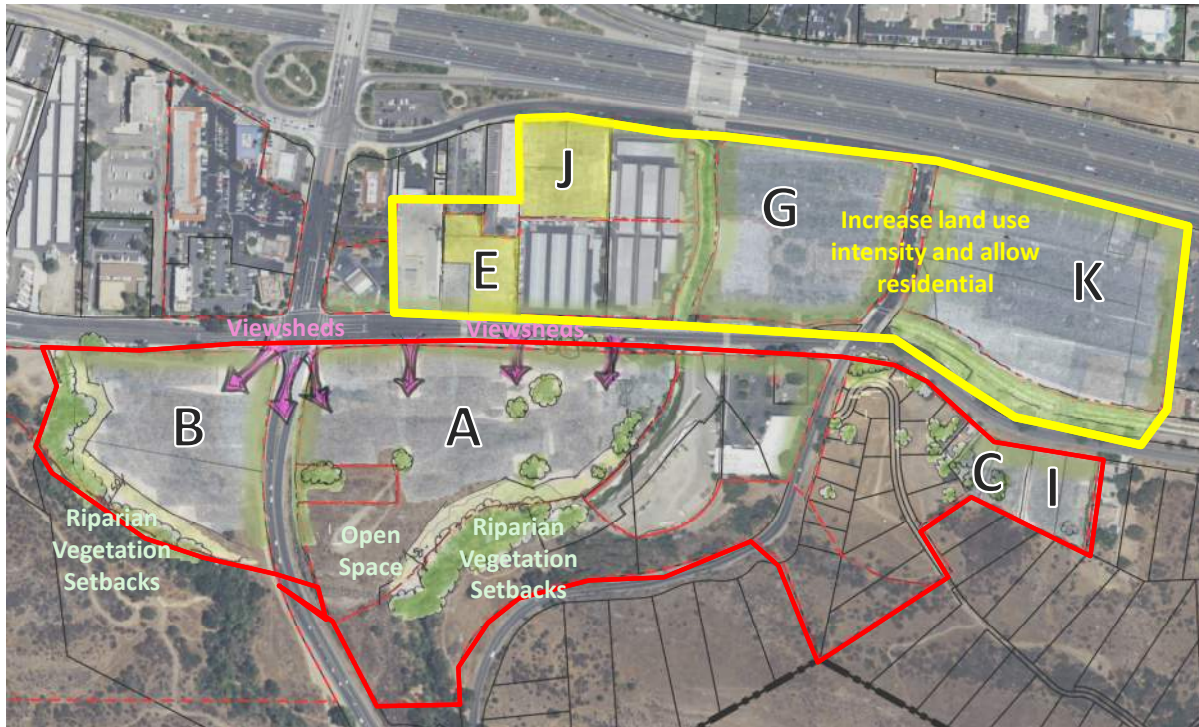 J
G
Increase land use
intensity and allow
residential
K
E
Viewsheds
Viewsheds
B
A
C
I
Riparian
Vegetation
Setbacks
Open
Space
Riparian
Vegetation
Setbacks